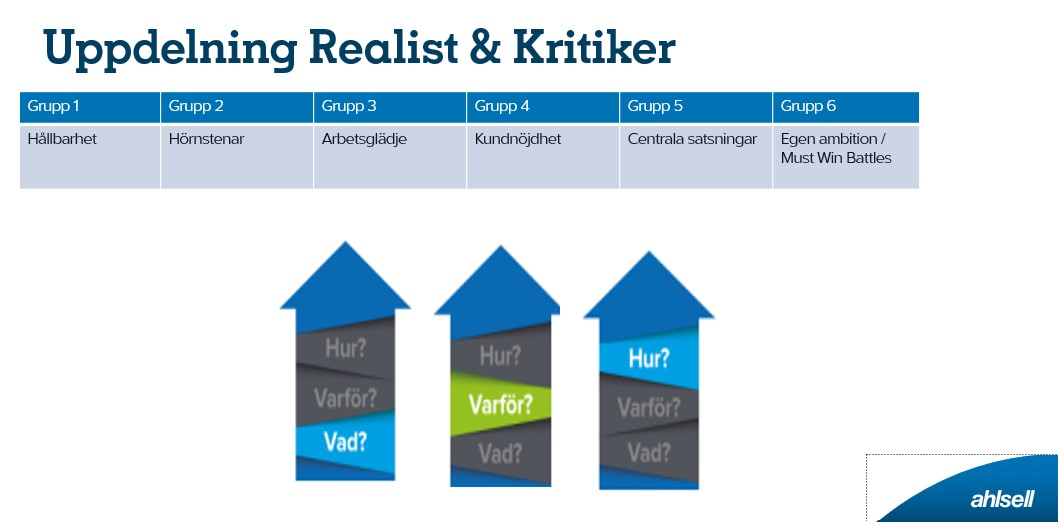 Uppdelning Realist & Kritiker
Grupp 1
Grupp 2
Grupp 3
Grupp 4
Grupp 5
Grupp 6
Hållbarhet
Hörnstenar
Arbetsglädje
Kundnöjdhet
Centrala satsningar
Egen ambition /
Must Win Battles
Hur?
Varför?
Vad?
Hur?
Varför?
Vad?
Hur?
Varför?
Vad?
ahlsell